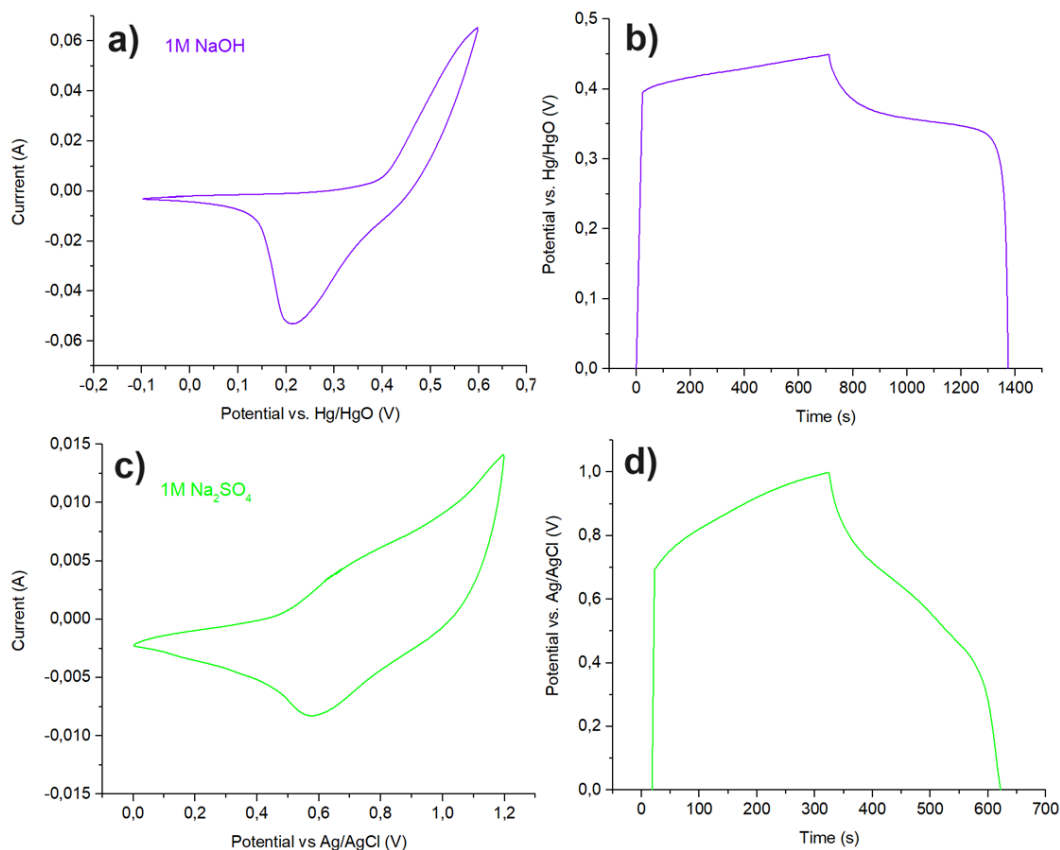 a)
1M NaOH
0,06
0,04
0,02
0,00
-0,02
-0,04
-0,06
Currrent (A)
-0,2 -0,1 0,0 0,1 0,2 0,3 0,4 0,5 0,6 0,7
Potential vs. Hg/HgO (V)
b)
0,5
0,4
0,3
0,2
0,1
0,0
Potential vs. Hg/HgO (V)
0 200 400 600 800 1000 1200 1400
Time (s)
c)
1M Na₂SO₄
0,015
0,010
0,005
0,000
-0,005
-0,010
-0,015
Current (A)
0,0 0,2 0,4 0,6 0,8 1,0 1,2
Potential vs Ag/AgCl (V)
d)
1,0
0,8
0,6
0,4
0,2
0,0
Potential vs. Ag/AgCl (V)
0 100 200 300 400 500 600 700
Time (s)